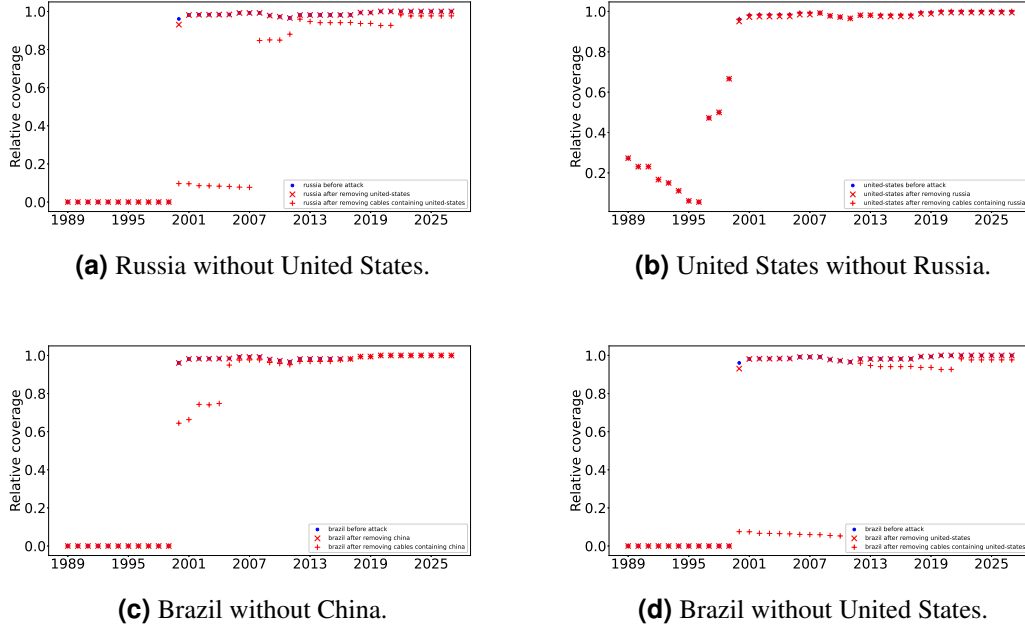 1.0
0.8
0.6
0.4
0.2
0.0
Relative coverage
russia before attack
russia after removing united-states
russia after removing cables containing united-states
1989 1995 2001 2007 2013 2019 2025
(a) Russia without United States.
1.0
0.8
0.6
0.4
0.2
Relative coverage
united-states before attack
united-states after removing russia
united-states after removing cables containing russia
1989 1995 2001 2007 2013 2019 2025
(b) United States without Russia.
1.0
0.8
0.6
0.4
0.2
0.0
Relative coverage
brazil before attack
brazil after removing china
brazil after removing cables containing china
1989 1995 2001 2007 2013 2019 2025
(c) Brazil without China.
1.0
0.8
0.6
0.4
0.2
0.0
Relative coverage
brazil before attack
brazil after removing united-states
brazil after removing cables containing united-states
1989 1995 2001 2007 2013 2019 2025
(d) Brazil without United States.